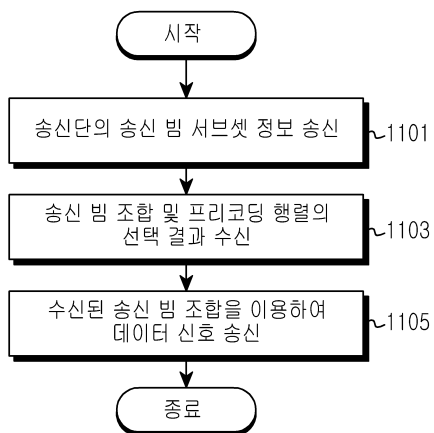 시작
송신단의 송신 빔 서브셋 정보 송신
1101
송신 빔 조합 및 프리코딩 행렬의
선택 결과 수신
1103
수신된 송신 빔 조합을 이용하여
데이터 신호 송신
1105
종료